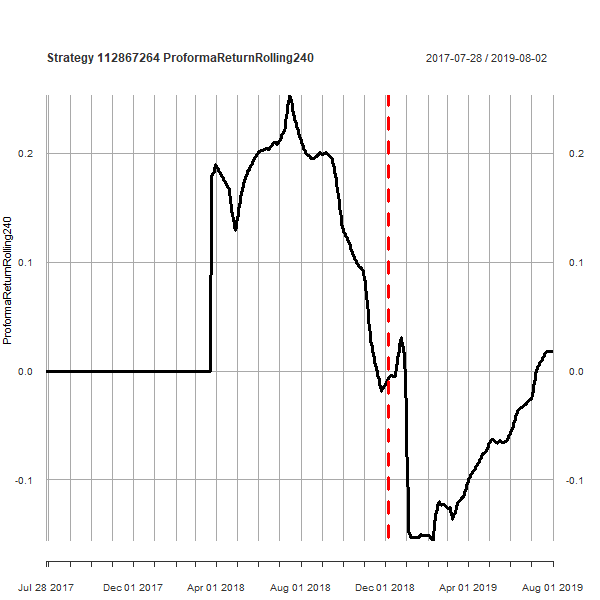 Strategy 112867264 ProformaReturnRolling240
2017-07-28 / 2019-08-02
ProformaReturnRolling240
0.2
0.1
0.0
-0.1
0.2
0.1
0.0
-0.1
Jul 28 2017
Dec 01 2017
Apr 01 2018
Aug 01 2018
Dec 01 2018
Apr 01 2019
Aug 01 2019